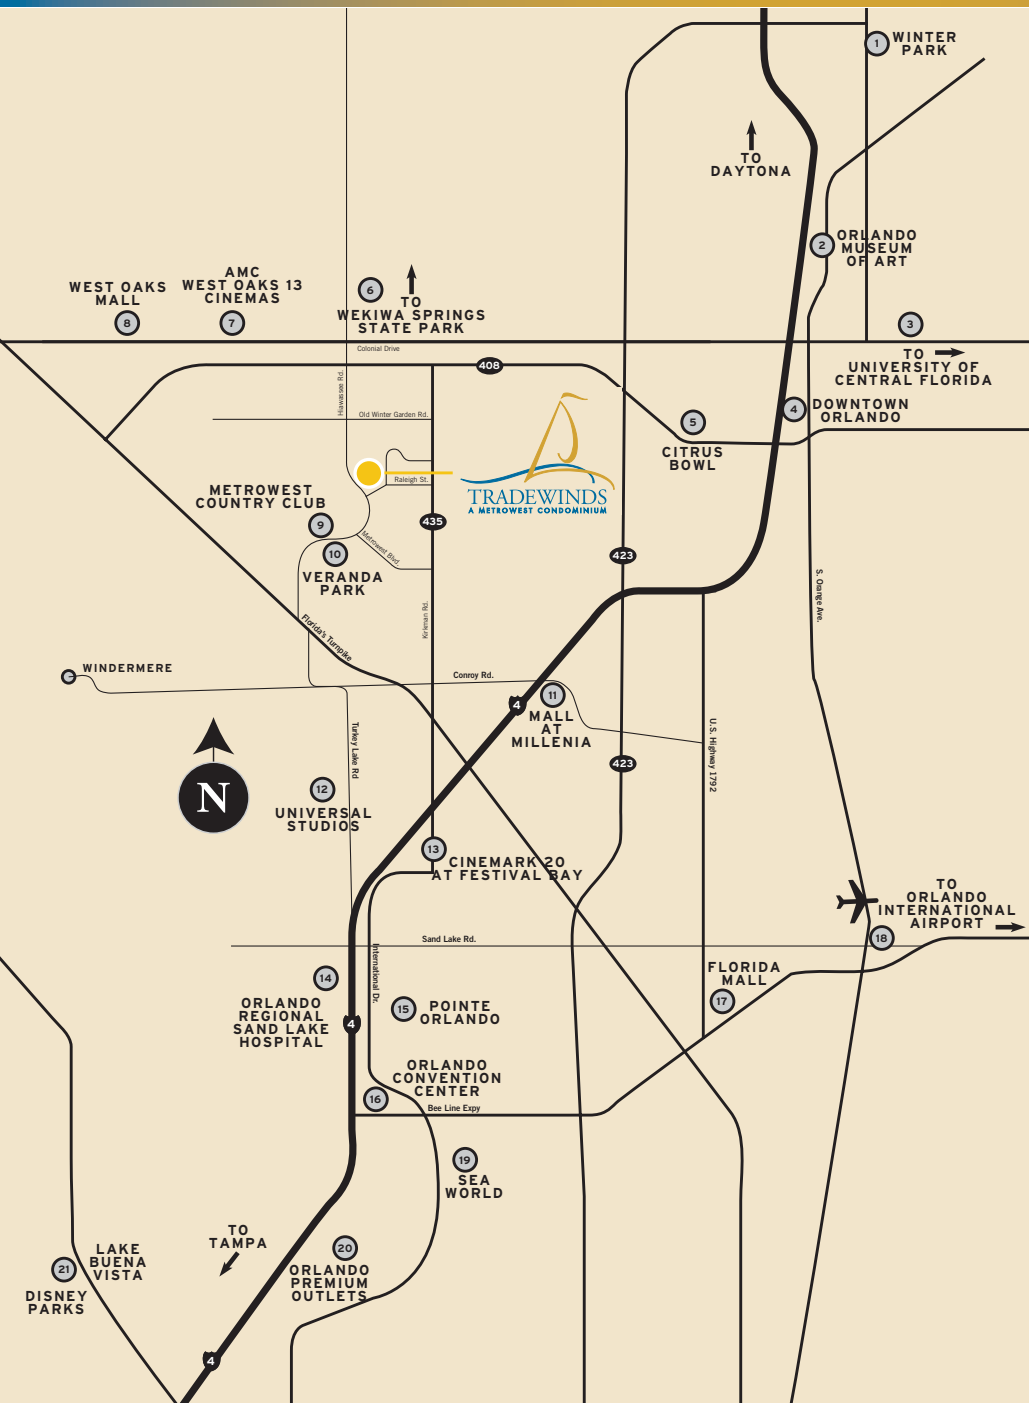 1
WINTER
PARK
TO
DAYTONA
2
ORLANDO
MUSEUM
OF ART
AMC
WEST OAKS 13
CINEMAS
7
WEST OAKS
MALL
8
6
TO
WEKIWA SPRINGS
STATE PARK
3
TO
UNIVERSITY OF
CENTRAL FLORIDA
Colonial Drive
408
Hiawassee Rd.
Old Winter Garden Rd.
4
DOWNTOWN
ORLANDO
5
CITRUS
BOWL
Raleigh St.
TRADEWINDS
A METROWEST CONDOMINIUM
METROWEST
COUNTRY CLUB
9
435
10
VERANDA
PARK
Metrowest Blvd.
423
S. Orange Ave.
Kirkman Rd.
Florida's Turnpike
WINDERMERE
Conroy Rd.
4
11
MALL
AT
MILLENIA
U.S. Highway 1792
Turkey Lake Rd
423
N
12
UNIVERSAL
STUDIOS
13
CINEMARK 20
AT FESTIVAL BAY
TO
ORLANDO
INTERNATIONAL
AIRPORT
18
Sand Lake Rd.
International Dr.
14
ORLANDO
REGIONAL
SAND LAKE
HOSPITAL
4
15
POINTE
ORLANDO
FLORIDA
MALL
17
ORLANDO
CONVENTION
CENTER
16
Bee Line Expy
19
SEA
WORLD
TO
TAMPA
20
ORLANDO
PREMIUM
OUTLETS
LAKE
BUENA
VISTA
21
DISNEY
PARKS
4